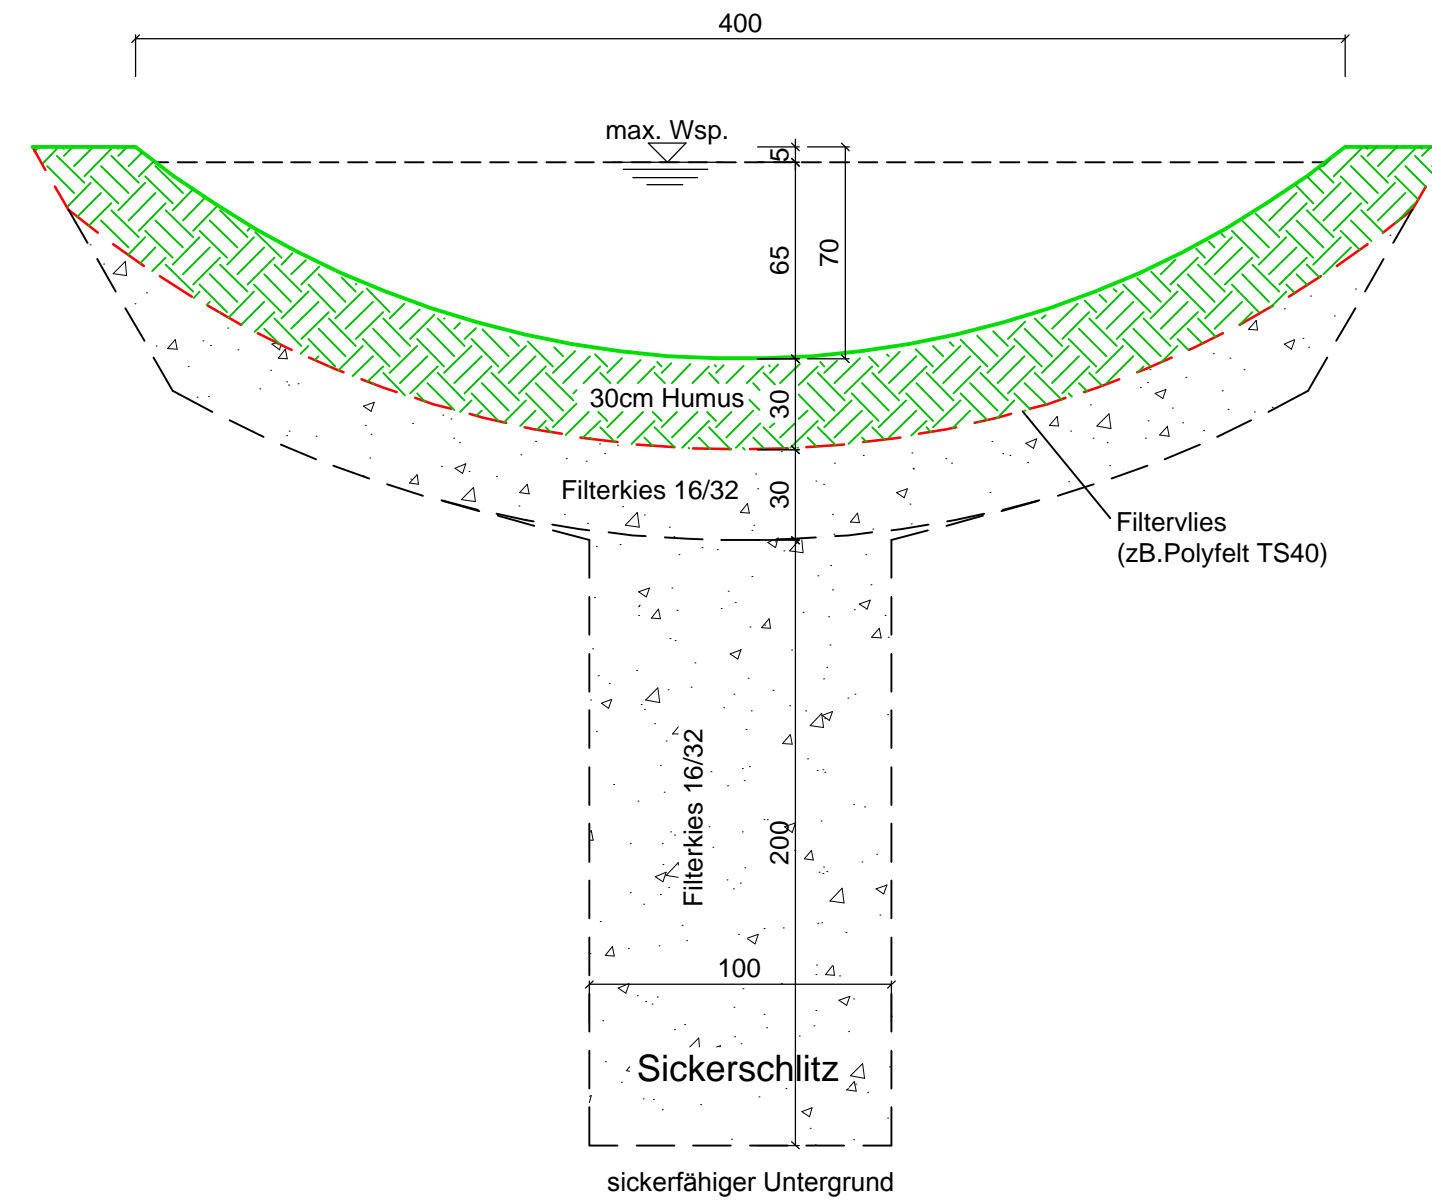 400
max. Wsp.
5
65
70
30cm Humus
30
Filterkies 16/32
30
Filtervlies
(zB.Polyfelt TS40)
Filterkies 16/32
200
100
Sickerschlitz
sickerfähiger Untergrund